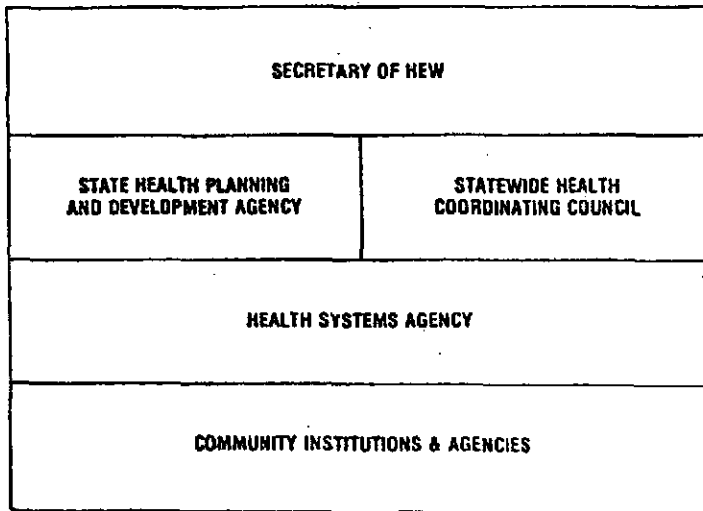 SECRETARY OF HEW
STATE HEALTH PLANNING
AND DEVELOPMENT AGENCY
STATEWIDE HEALTH
COORDINATING COUNCIL
HEALTH SYSTEMS AGENCY
COMMUNITY INSTITUTIONS & AGENCIES